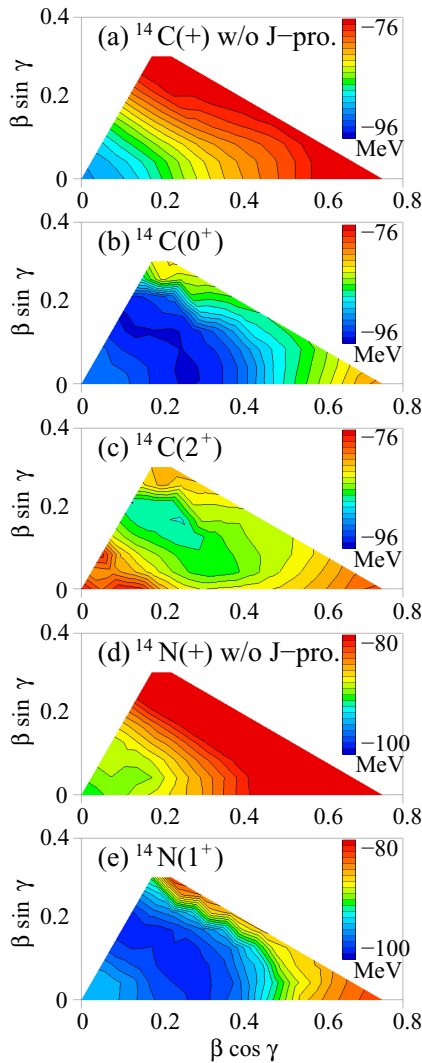 (a) ¹⁴C(+) w/o J−pro.
0.4
0.2
0
β sin γ
−76
−96
MeV
0 0.2 0.4 0.6 0.8
(b) ¹⁴C(0⁺)
0.4
0.2
0
β sin γ
−76
−96
MeV
0 0.2 0.4 0.6 0.8
(c) ¹⁴C(2⁺)
0.4
0.2
0
β sin γ
−76
−96
MeV
0 0.2 0.4 0.6 0.8
(d) ¹⁴N(+) w/o J−pro.
0.4
0.2
0
β sin γ
−80
−100
MeV
0 0.2 0.4 0.6 0.8
(e) ¹⁴N(1⁺)
0.4
0.2
0
β sin γ
−80
−100
MeV
0 0.2 0.4 0.6 0.8
β cos γ